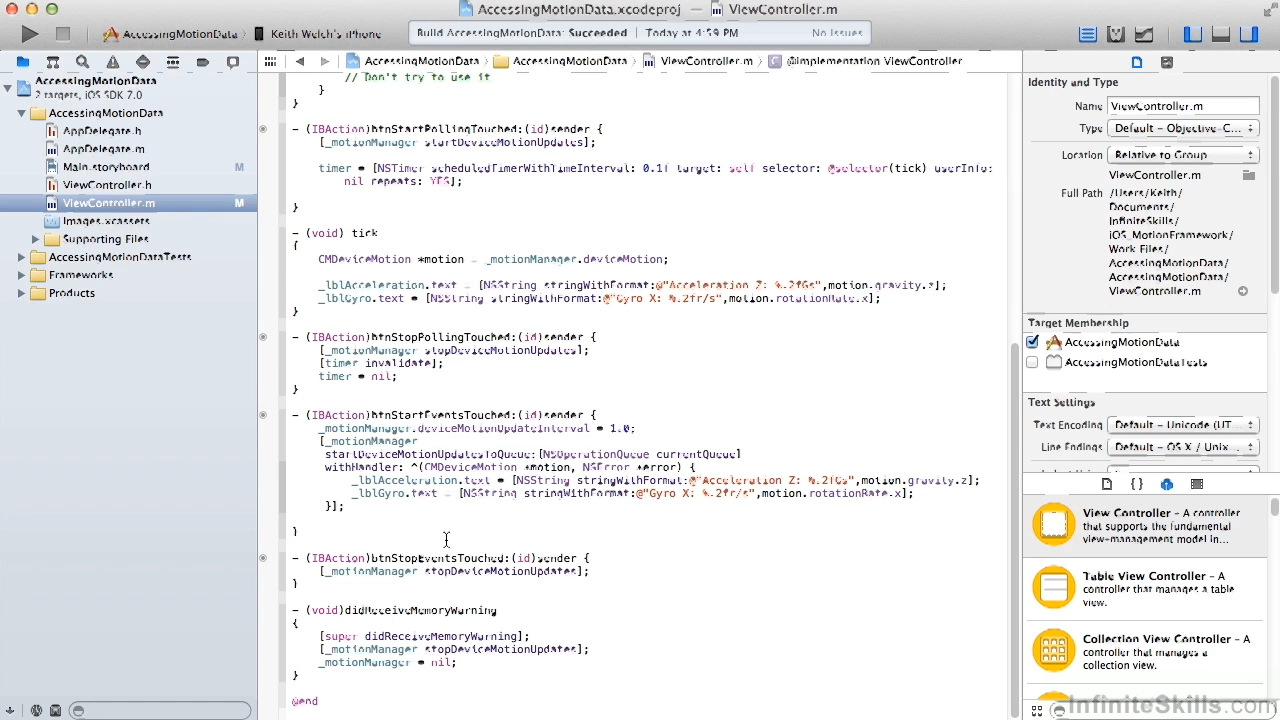 AccessingMotionData.xcodeproj — ViewController.m
AccessingMotionData
Keith Welch's iPhone
Build AccessingMotionData: Succeeded | Today at 4:59 PM
No Issues
AccessingMotionData
AccessingMotionData
ViewController.m
@implementation ViewController
AccessingMotionData
2 targets, iOS SDK 7.0
AccessingMotionData
AppDelegate.h
AppDelegate.m
Main.storyboard M
ViewController.h
ViewController.m M
Images.xcassets
Supporting Files
AccessingMotionDataTests
Frameworks
Products
// Don't try to use it
}
}
- (IBAction)btnStartPollingTouched:(id)sender {
[_motionManager startDeviceMotionUpdates];
timer = [NSTimer scheduledTimerWithTimeInterval: 0.1f target: self selector: @selector(tick) userInfo:
nil repeats: YES];
}
- (void) tick
{
CMDeviceMotion *motion = _motionManager.deviceMotion;
_lblAcceleration.text = [NSString stringWithFormat:@"Acceleration Z: %.2fGs",motion.gravity.z];
_lblGyro.text = [NSString stringWithFormat:@"Gyro X: %.2fr/s",motion.rotationRate.x];
}
- (IBAction)btnStopPollingTouched:(id)sender {
[_motionManager stopDeviceMotionUpdates];
[timer invalidate];
timer = nil;
}
- (IBAction)btnStartEventsTouched:(id)sender {
_motionManager.deviceMotionUpdateInterval = 1.0;
[_motionManager
startDeviceMotionUpdatesToQueue:[NSOperationQueue currentQueue]
withHandler: ^(CMDeviceMotion *motion, NSError *error) {
_lblAcceleration.text = [NSString stringWithFormat:@"Acceleration Z: %.2fGs",motion.gravity.z];
_lblGyro.text = [NSString stringWithFormat:@"Gyro X: %.2fr/s",motion.rotationRate.x];
}];
}
- (IBAction)btnStopEventsTouched:(id)sender {
[_motionManager stopDeviceMotionUpdates];
}
- (void)didReceiveMemoryWarning
{
[super didReceiveMemoryWarning];
[_motionManager stopDeviceMotionUpdates];
_motionManager = nil;
}
@end
Identity and Type
Name ViewController.m
Type Default - Objective-C...
Location Relative to Group
ViewController.m
Full Path /Users/Keith/
Documents/
InfiniteSkills/
iOS_MotionFramework/
Work Files/
AccessingMotionData/
AccessingMotionData/
ViewController.m
Target Membership
AccessingMotionData
AccessingMotionDataTests
Text Settings
Text Encoding Default - Unicode (UT...
Line Endings Default - OS X / Unix ...
View Controller - A controller
that supports the fundamental
view-management model in...
Table View Controller - A
controller that manages a table
view.
Collection View Controller - A
controller that manages a
collection view.
InfiniteSkills.com